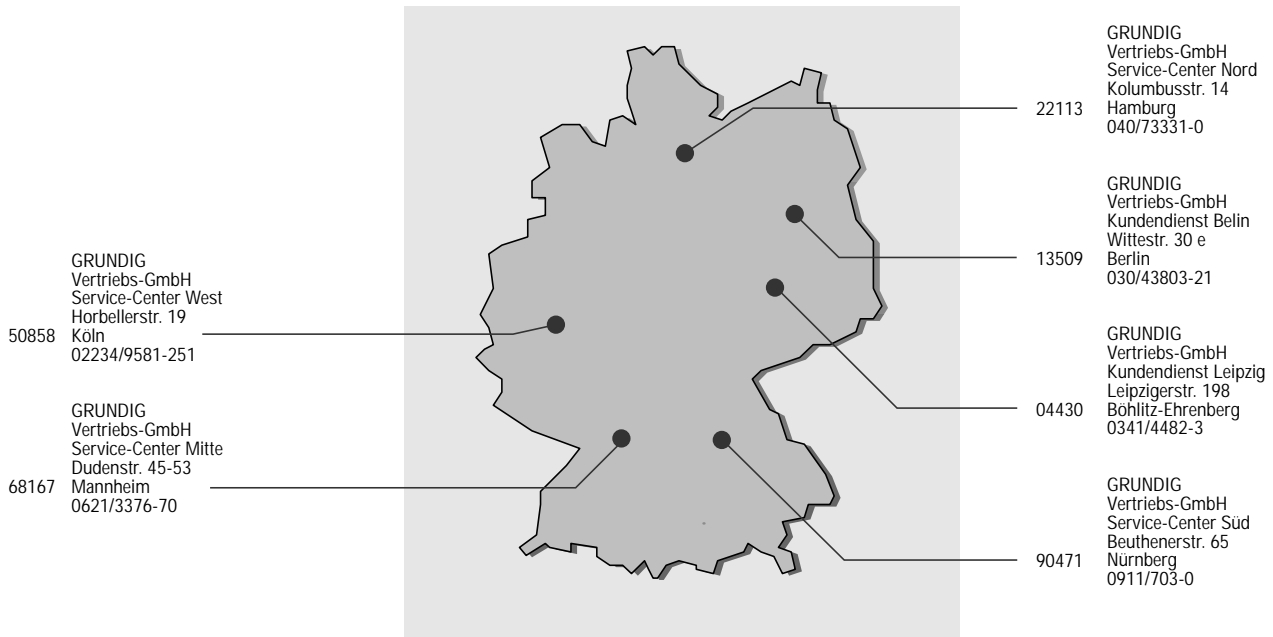 GRUNDIG
Vertriebs-GmbH
Service-Center West
Horbellerstr. 19
50858 Köln
02234/9581-251
GRUNDIG
Vertriebs-GmbH
Service-Center Mitte
Dudenstr. 45-53
68167 Mannheim
0621/3376-70
GRUNDIG
Vertriebs-GmbH
Service-Center Nord
Kolumbusstr. 14
22113 Hamburg
040/73331-0
GRUNDIG
Vertriebs-GmbH
Kundendienst Belin
Wittestr. 30 e
13509 Berlin
030/43803-21
GRUNDIG
Vertriebs-GmbH
Kundendienst Leipzig
Leipzigerstr. 198
04430 Böhlitz-Ehrenberg
0341/4482-3
GRUNDIG
Vertriebs-GmbH
Service-Center Süd
Beuthenerstr. 65
90471 Nürnberg
0911/703-0